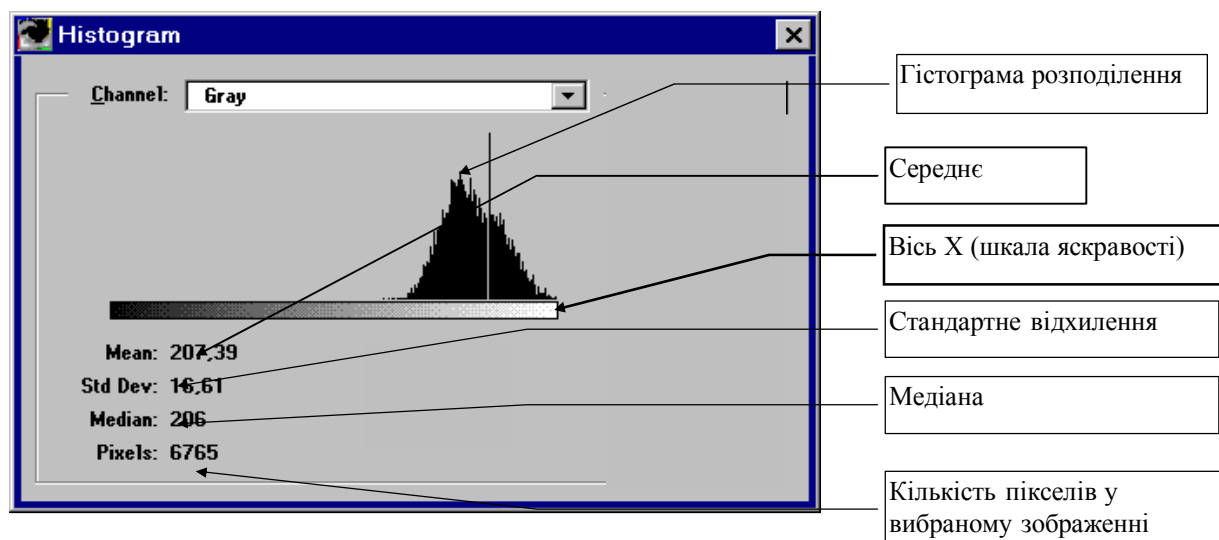 Histogram
Channel: Gray
Гістограма розподілення
Середнє
Вісь X (шкала яскравості)
Стандартне відхилення
Медіана
Кількість пікселів у
вибраному зображенні
Mean: 207,39
Std Dev: 16,61
Median: 206
Pixels: 6765